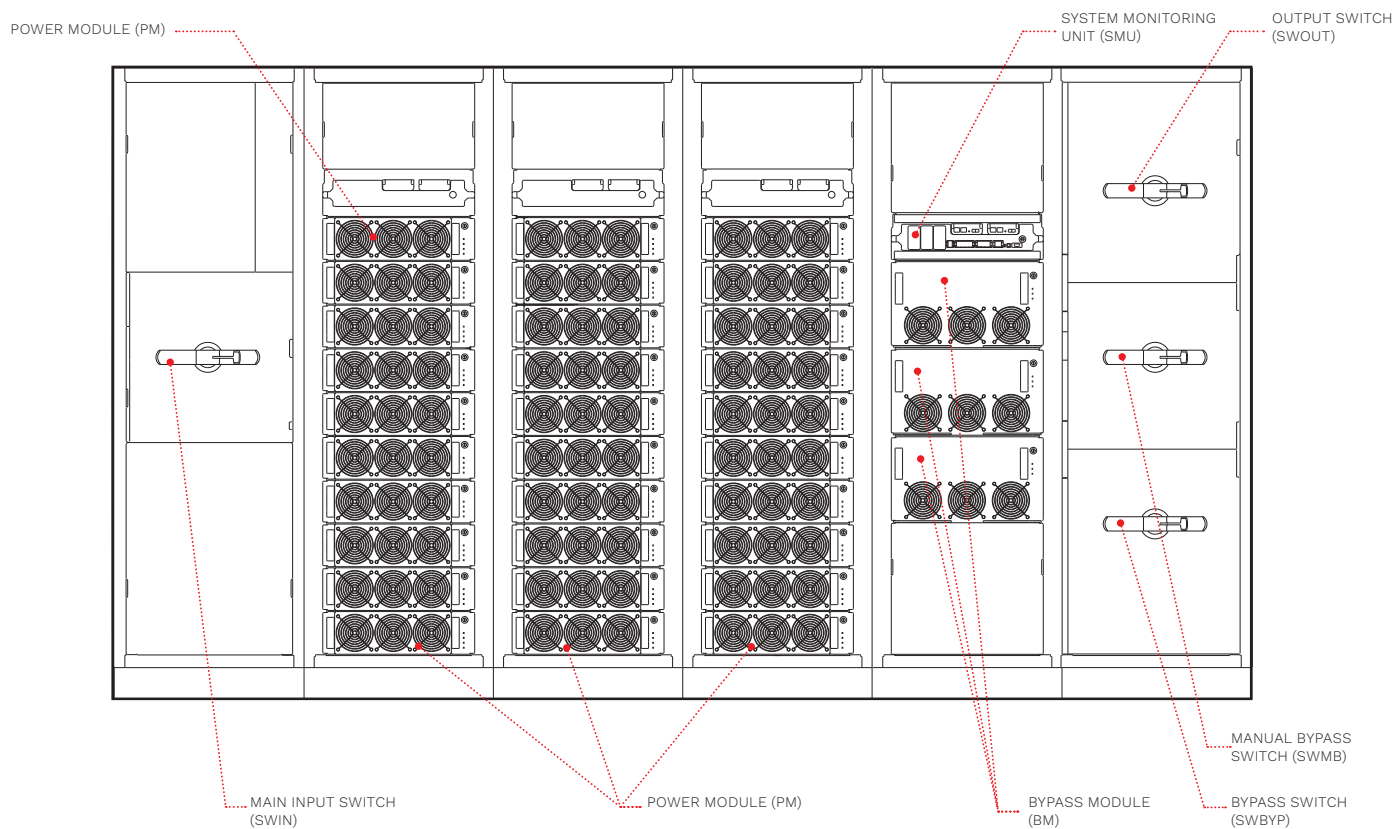 POWER MODULE (PM)
SYSTEM MONITORING
UNIT (SMU)
OUTPUT SWITCH
(SWOUT)
MANUAL BYPASS
SWITCH (SWMB)
MAIN INPUT SWITCH
(SWIN)
POWER MODULE (PM)
BYPASS MODULE
(BM)
BYPASS SWITCH
(SWBYP)